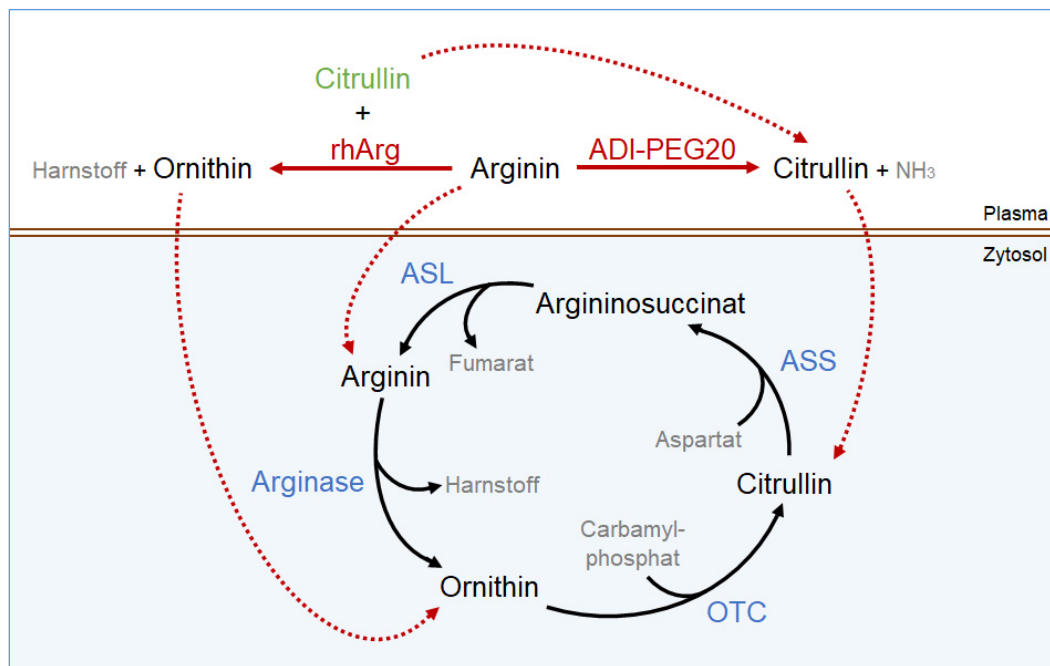 Citrullin
+
rhArg
Harnstoff + Ornithin
Arginin
ADI-PEG20
Citrullin + NH₃
Plasma
Zytosol
ASL
Argininosuccinat
Arginin
Fumarat
ASS
Aspartat
Arginase
Harnstoff
Citrullin
Carbamyl-
phosphat
Ornithin
OTC